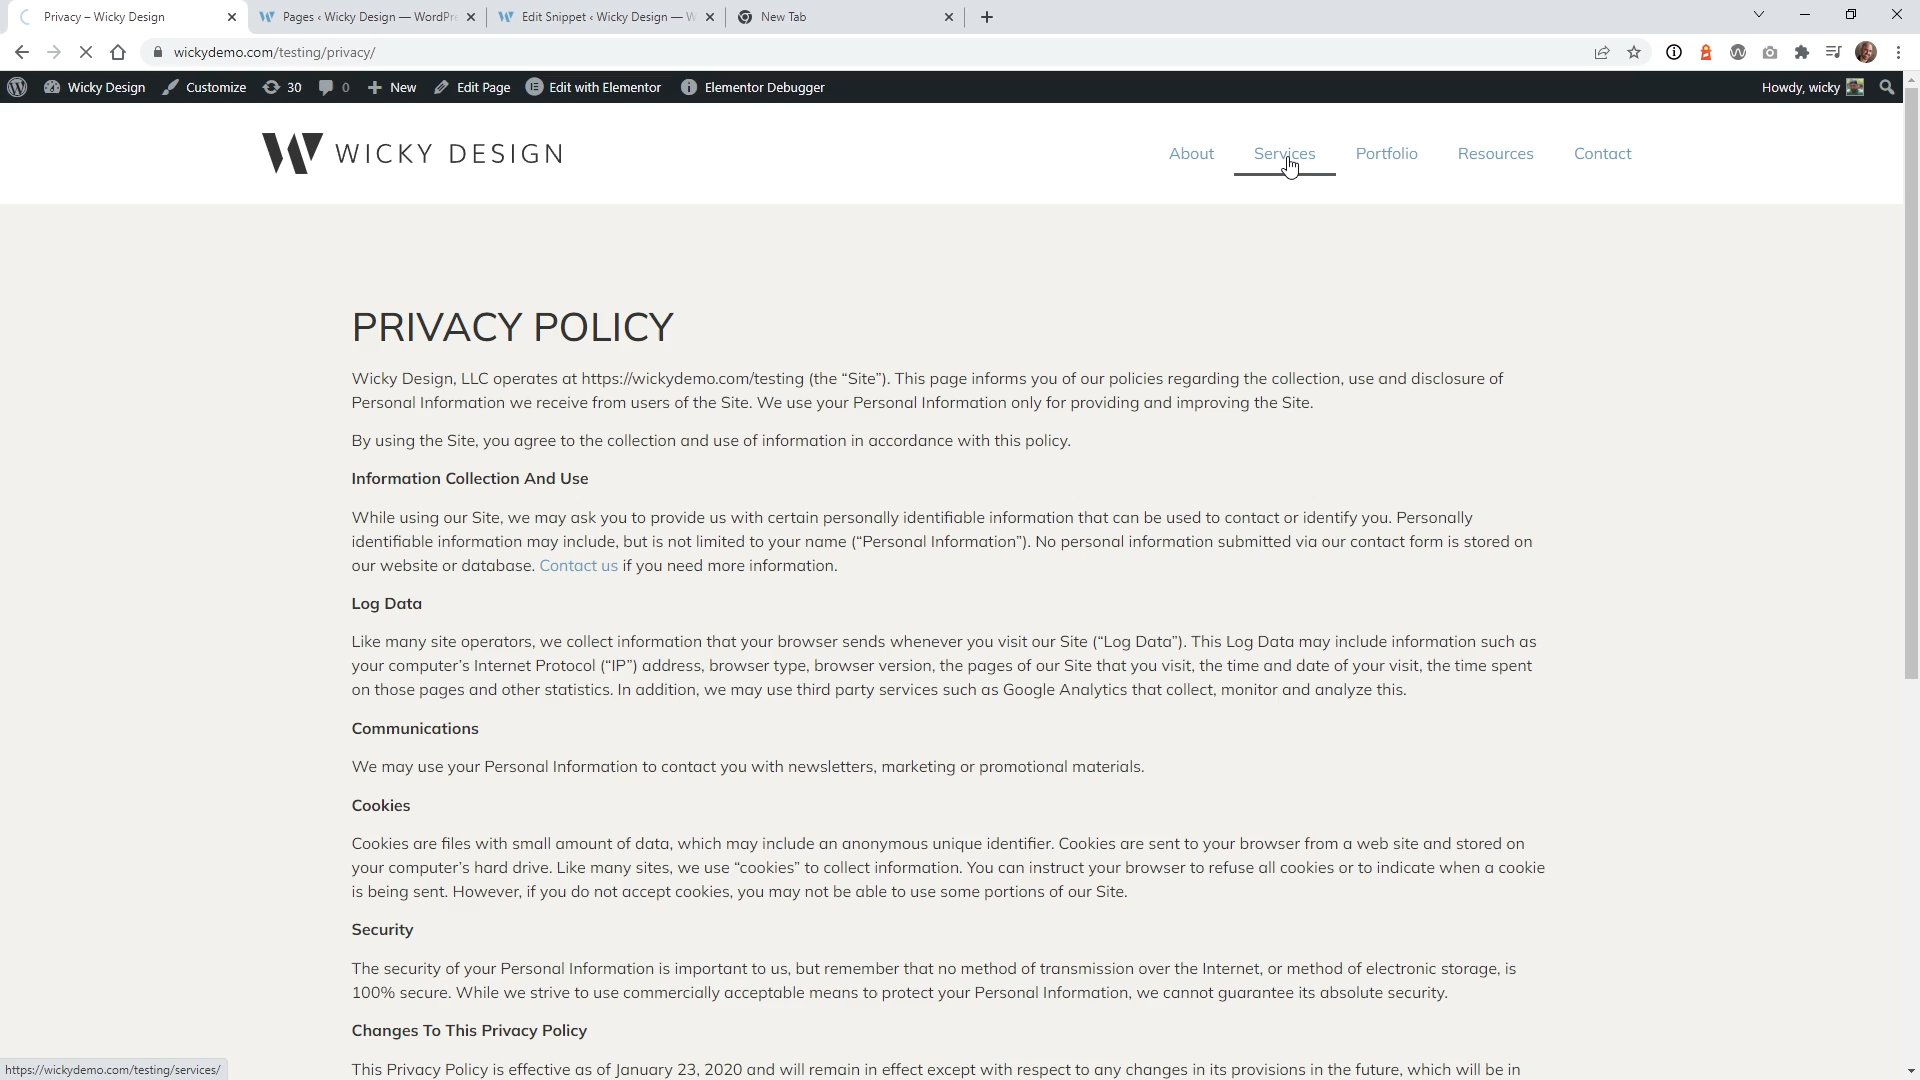 Privacy – Wicky Design
Pages ‹ Wicky Design — WordPre
Edit Snippet ‹ Wicky Design — W
New Tab
wickydemo.com/testing/privacy/
Wicky Design
Customize
30
0
New
Edit Page
Edit with Elementor
Elementor Debugger
Howdy, wicky
WICKY DESIGN
About
Services
Portfolio
Resources
Contact
PRIVACY POLICY
Wicky Design, LLC operates at https://wickydemo.com/testing (the “Site”). This page informs you of our policies regarding the collection, use and disclosure of
Personal Information we receive from users of the Site. We use your Personal Information only for providing and improving the Site.
By using the Site, you agree to the collection and use of information in accordance with this policy.
Information Collection And Use
While using our Site, we may ask you to provide us with certain personally identifiable information that can be used to contact or identify you. Personally
identifiable information may include, but is not limited to your name (“Personal Information”). No personal information submitted via our contact form is stored on
our website or database. Contact us if you need more information.
Log Data
Like many site operators, we collect information that your browser sends whenever you visit our Site (“Log Data”). This Log Data may include information such as
your computer’s Internet Protocol (“IP”) address, browser type, browser version, the pages of our Site that you visit, the time and date of your visit, the time spent
on those pages and other statistics. In addition, we may use third party services such as Google Analytics that collect, monitor and analyze this.
Communications
We may use your Personal Information to contact you with newsletters, marketing or promotional materials.
Cookies
Cookies are files with small amount of data, which may include an anonymous unique identifier. Cookies are sent to your browser from a web site and stored on
your computer’s hard drive. Like many sites, we use “cookies” to collect information. You can instruct your browser to refuse all cookies or to indicate when a cookie
is being sent. However, if you do not accept cookies, you may not be able to use some portions of our Site.
Security
The security of your Personal Information is important to us, but remember that no method of transmission over the Internet, or method of electronic storage, is
100% secure. While we strive to use commercially acceptable means to protect your Personal Information, we cannot guarantee its absolute security.
Changes To This Privacy Policy
This Privacy Policy is effective as of January 23, 2020 and will remain in effect except with respect to any changes in its provisions in the future, which will be in
https://wickydemo.com/testing/services/